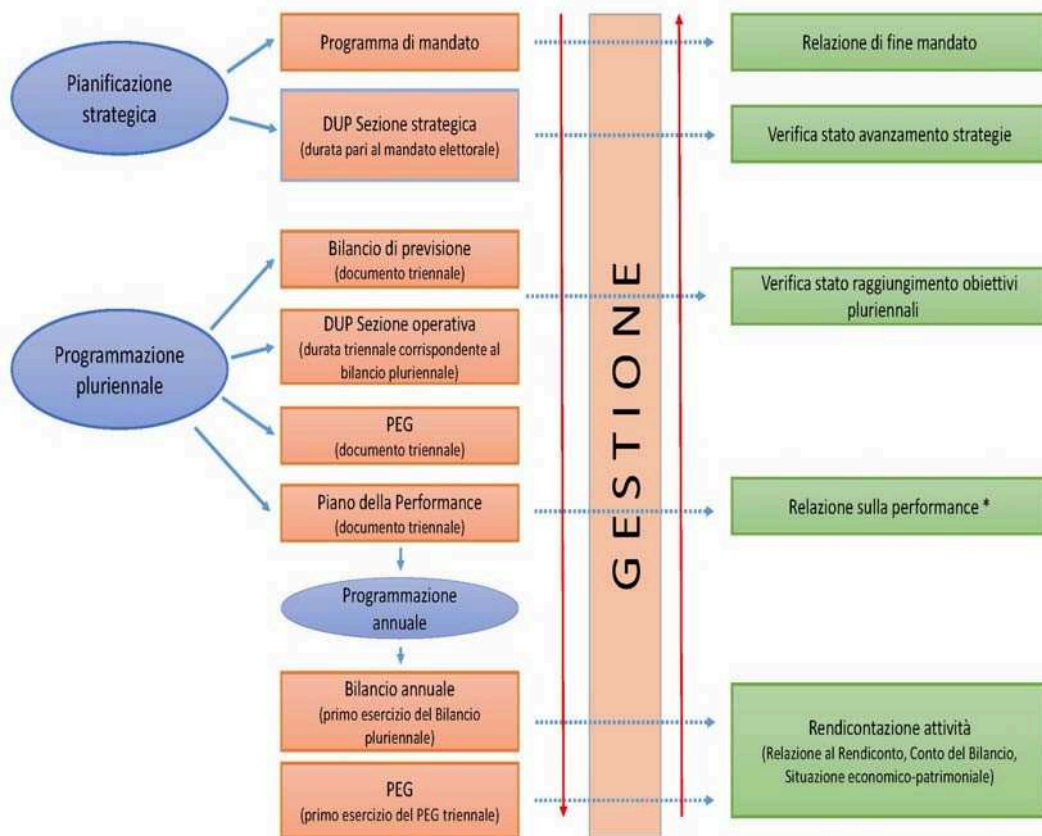 Pianificazione
strategica
Programma di mandato
Relazione di fine mandato
DUP Sezione strategica
(durata pari al mandato elettorale)
Verifica stato avanzamento strategie
Programmazione
pluriennale
Bilancio di previsione
(documento triennale)
DUP Sezione operativa
(durata triennale corrispondente al
bilancio pluriennale)
Verifica stato raggiungimento obiettivi
pluriennali
PEG
(documento triennale)
Piano della Performance
(documento triennale)
Relazione sulla performance *
GESTIONE
Programmazione
annuale
Bilancio annuale
(primo esercizio del Bilancio
pluriennale)
PEG
(primo esercizio del PEG triennale)
Rendicontazione attività
(Relazione al Rendiconto, Conto del Bilancio,
Situazione economico-patrimoniale)